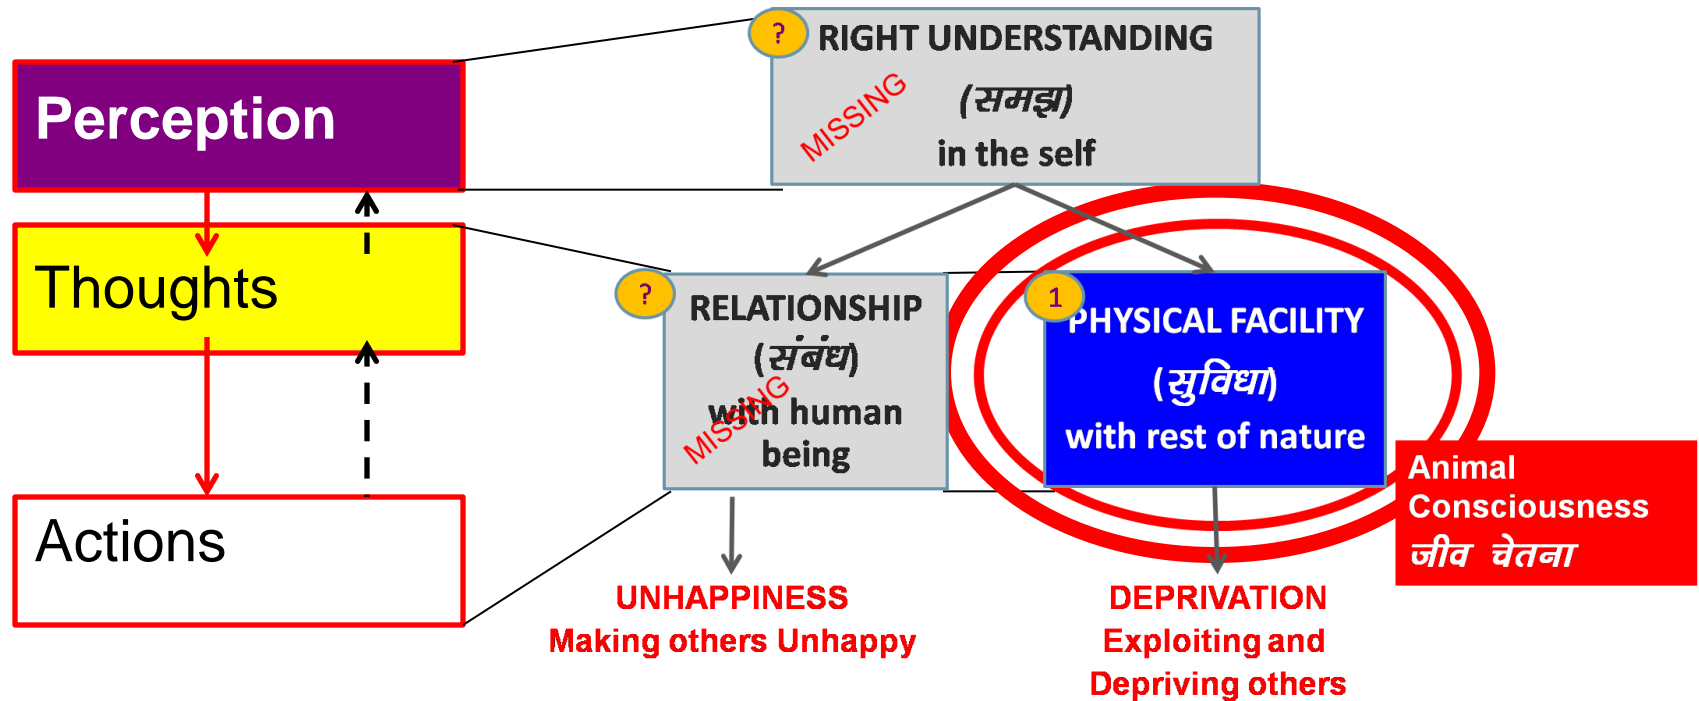 Perception
Thoughts
Actions
?
RIGHT UNDERSTANDING
(समझ)
in the self
MISSING
?
RELATIONSHIP
(संबंध)
with human
being
MISSING
1
PHYSICAL FACILITY
(सुविधा)
with rest of nature
Animal
Consciousness
जीव चेतना
UNHAPPINESS
Making others Unhappy
DEPRIVATION
Exploiting and
Depriving others